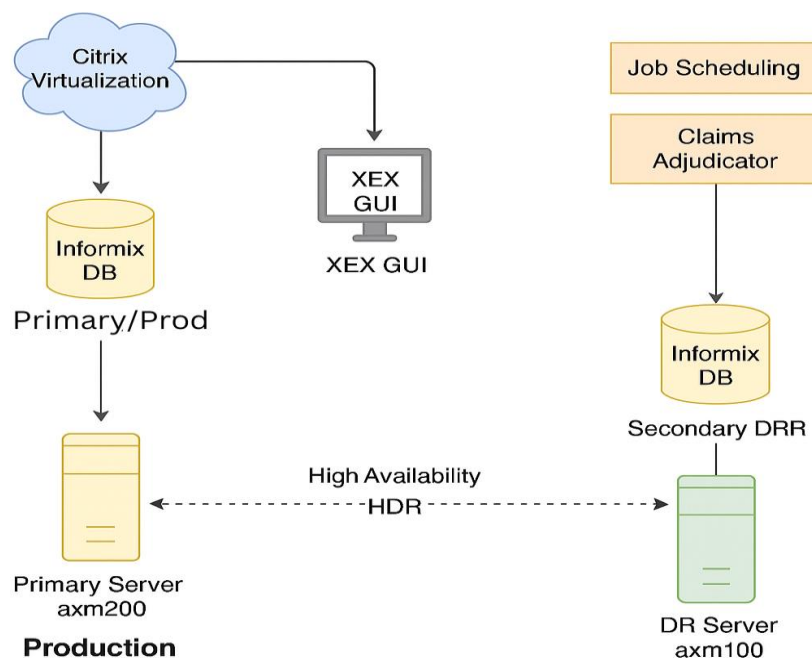 Citrix
Virtualization
XEX
GUI
XEX GUI
Informix
DB
Primary/Prod
Primary Server
axm200
Production
High Availability
HDR
Job Scheduling
Claims
Adjudicator
Informix
DB
Secondary DRR
DR Server
axm100